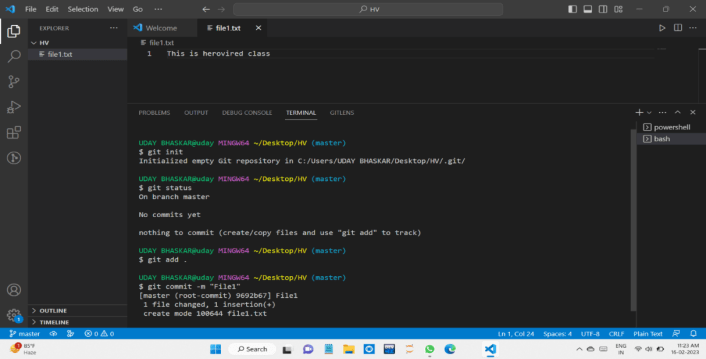 File Edit Selection View Go ··· HV
EXPLORER ···
HV
file1.txt
Welcome
file1.txt
file1.txt
1 This is herovired class
PROBLEMS OUTPUT DEBUG CONSOLE TERMINAL GITLENS
powershell
bash
UDAY BHASKAR@uday MINGW64 ~/Desktop/HV (master)
$ git init
Initialized empty Git repository in C:/Users/UDAY BHASKAR/Desktop/HV/.git/
UDAY BHASKAR@uday MINGW64 ~/Desktop/HV (master)
$ git status
On branch master
No commits yet
nothing to commit (create/copy files and use "git add" to track)
UDAY BHASKAR@uday MINGW64 ~/Desktop/HV (master)
$ git add .
UDAY BHASKAR@uday MINGW64 ~/Desktop/HV (master)
$ git commit -m "File1"
[master (root-commit) 9692b67] File1
1 file changed, 1 insertion(+)
create mode 100644 file1.txt
OUTLINE
TIMELINE
master 0 0 Ln 1, Col 24 Spaces: 4 UTF-8 CRLF Plain Text
85°F
Haze
Search
ENG
IN
11:23 AM
16-02-2023